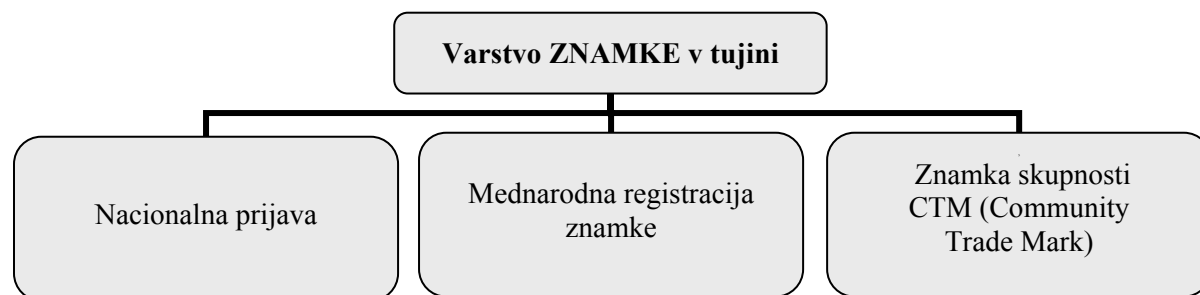 Varstvo ZNAMKE v tujini
Nacionalna prijava
Mednarodna registracija
znamke
Znamka skupnosti
CTM (Community
Trade Mark)